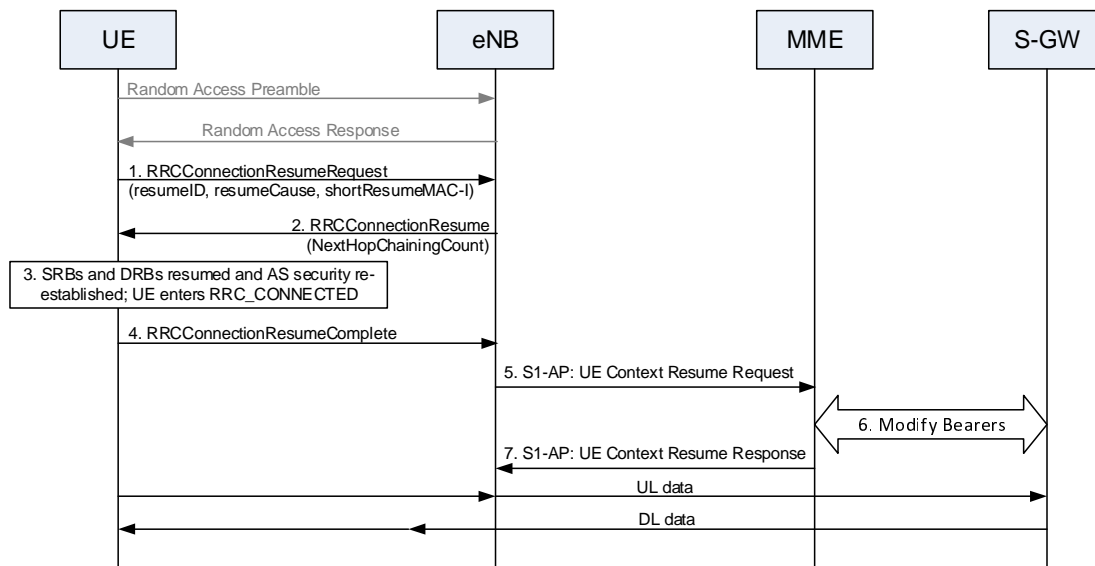 UE eNB MME S-GW
Random Access Preamble
Random Access Response
1. RRCConnectionResumeRequest
(resumeID, resumeCause, shortResumeMAC-I)
2. RRCConnectionResume
(NextHopChainingCount)
3. SRBs and DRBs resumed and AS security re-
established; UE enters RRC_CONNECTED
4. RRCConnectionResumeComplete
5. S1-AP: UE Context Resume Request
6. Modify Bearers
7. S1-AP: UE Context Resume Response
UL data
DL data